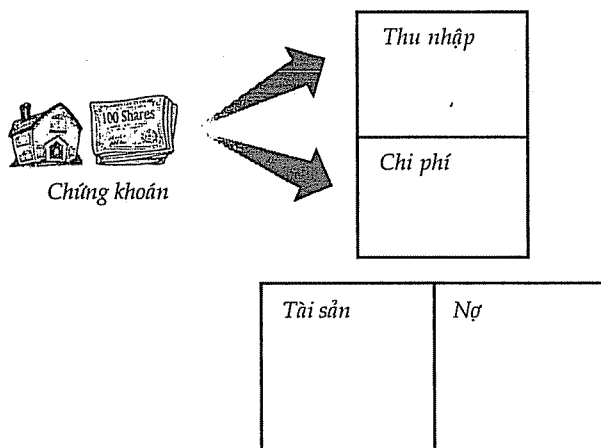 Thu nhập
100 Shares
Chứng khoán
Chi phí
Tài sản
Nợ